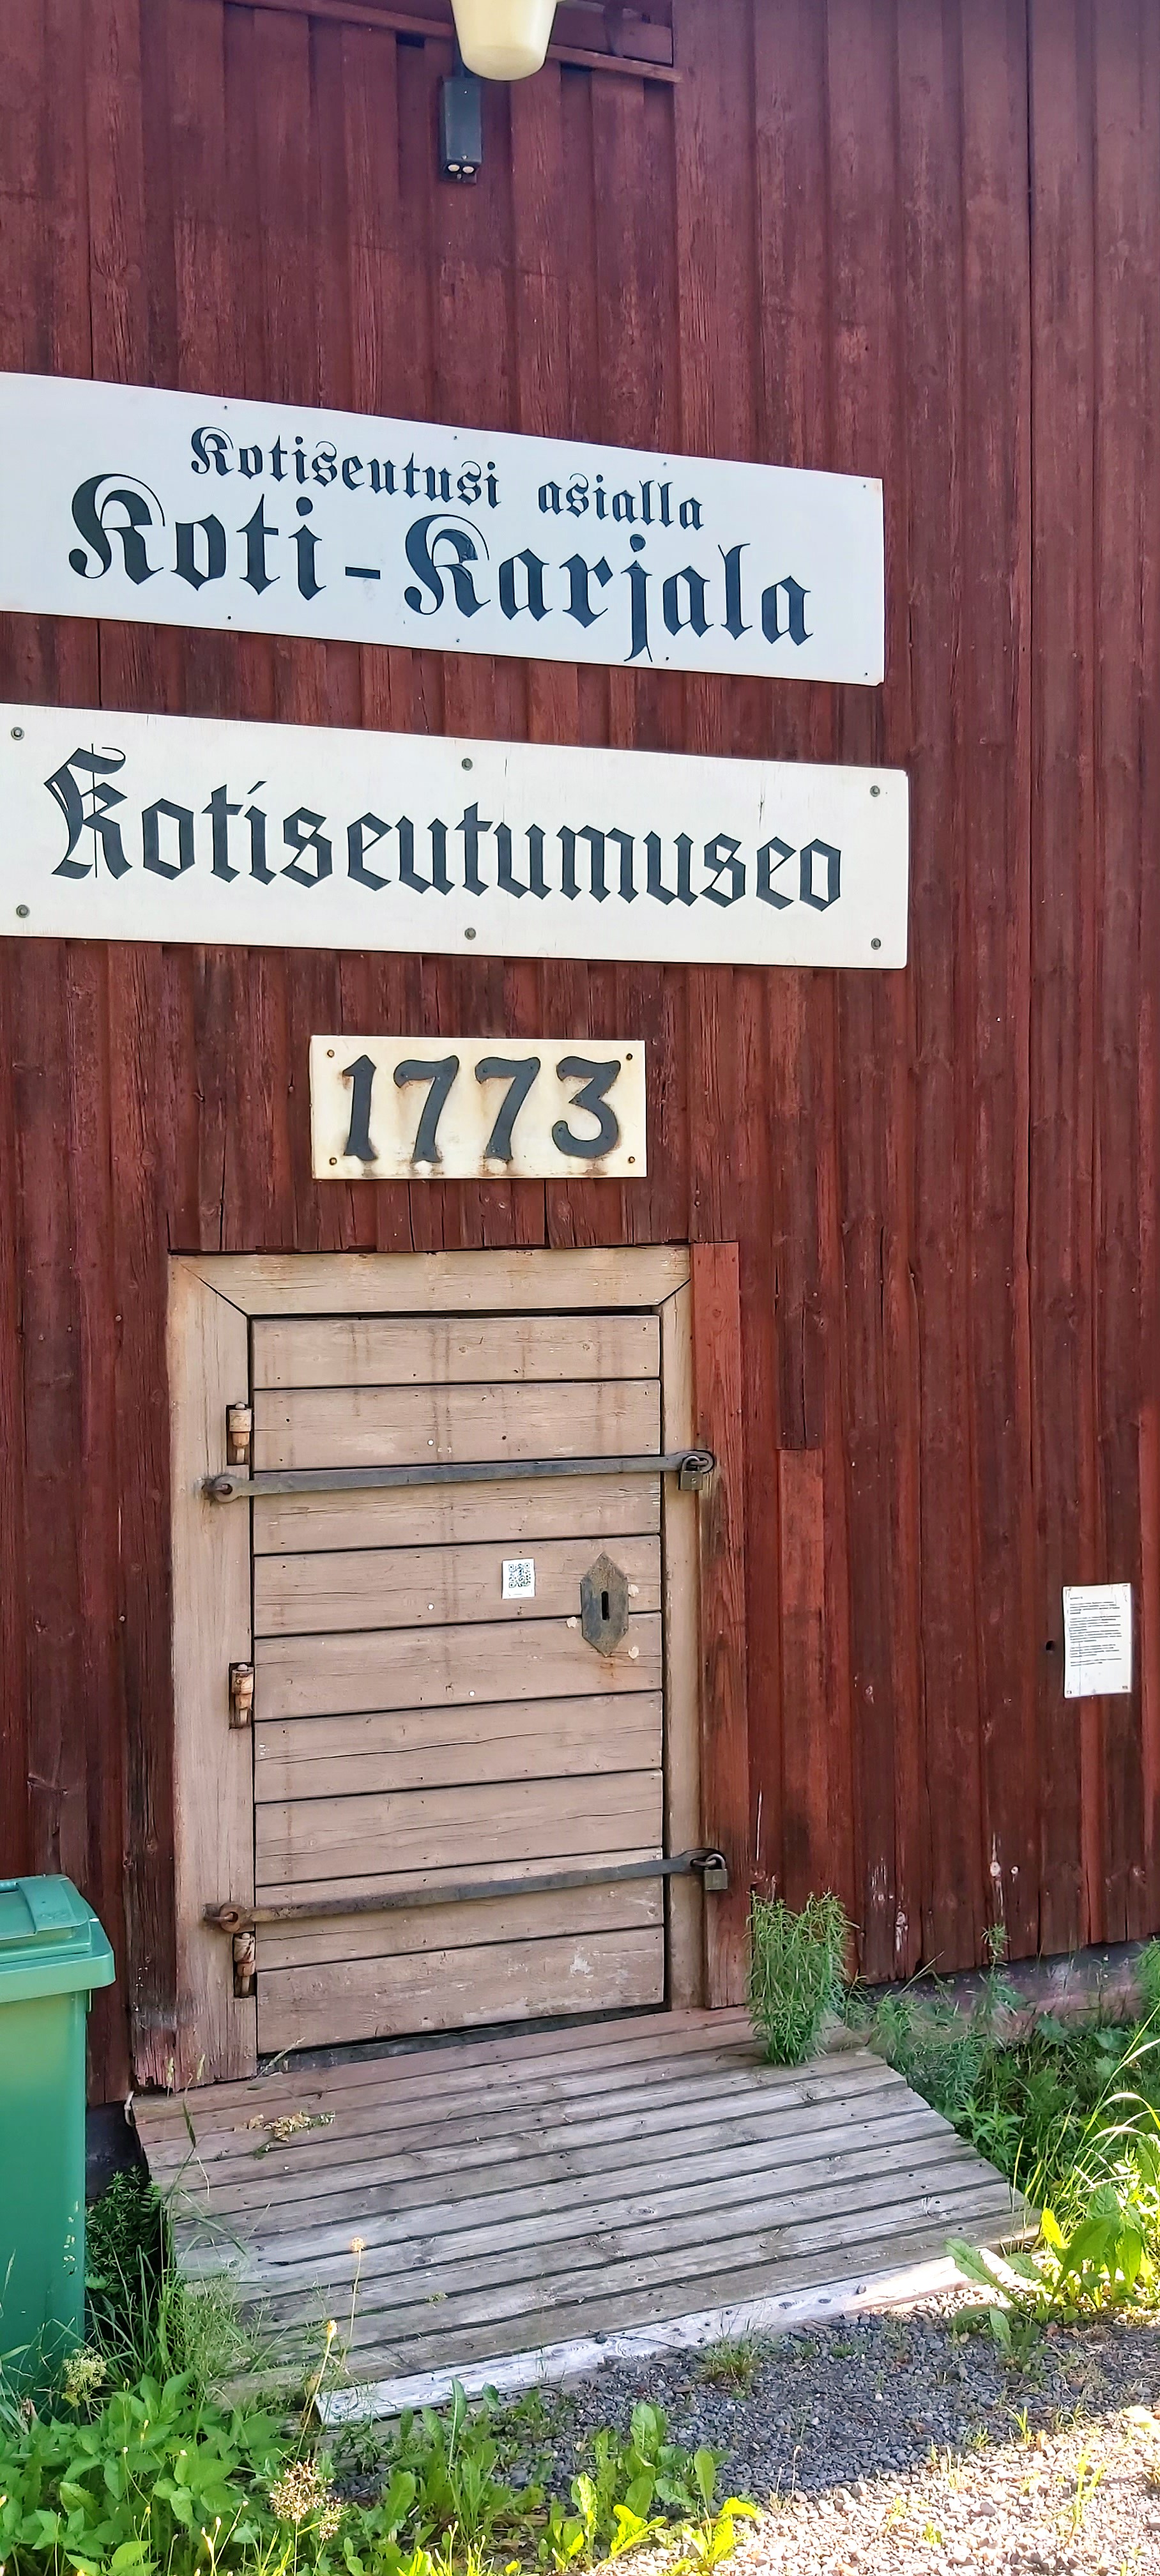 Kotiseutusi asialla
Koti-Karjala
Kotiseutumuseo
1773